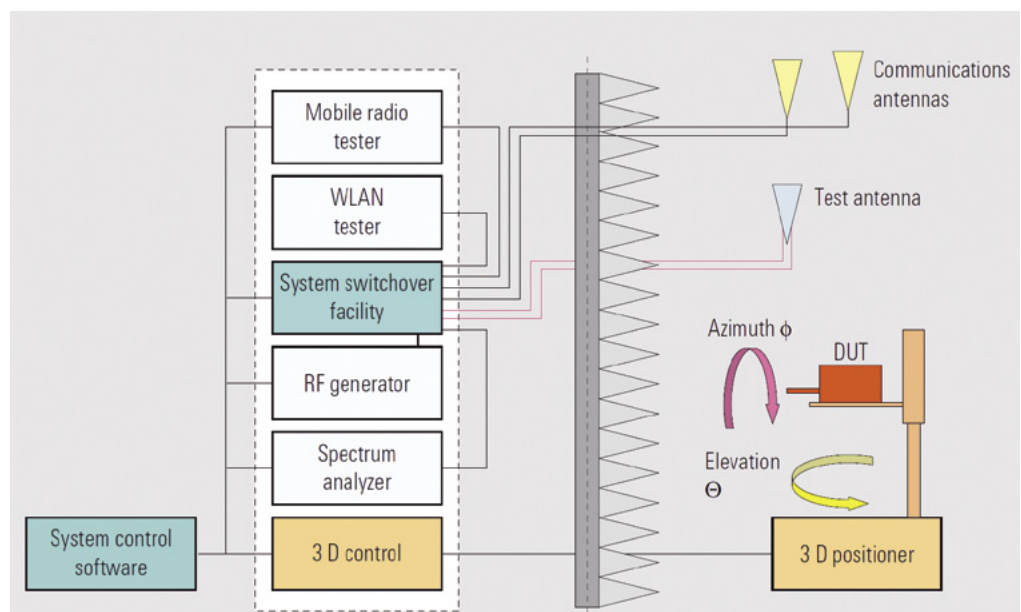 Mobile radio
tester
WLAN
tester
System switchover
facility
RF generator
Spectrum
analyzer
3 D control
System control
software
Communications
antennas
Test antenna
Azimuth ϕ
DUT
Elevation
Θ
3 D positioner